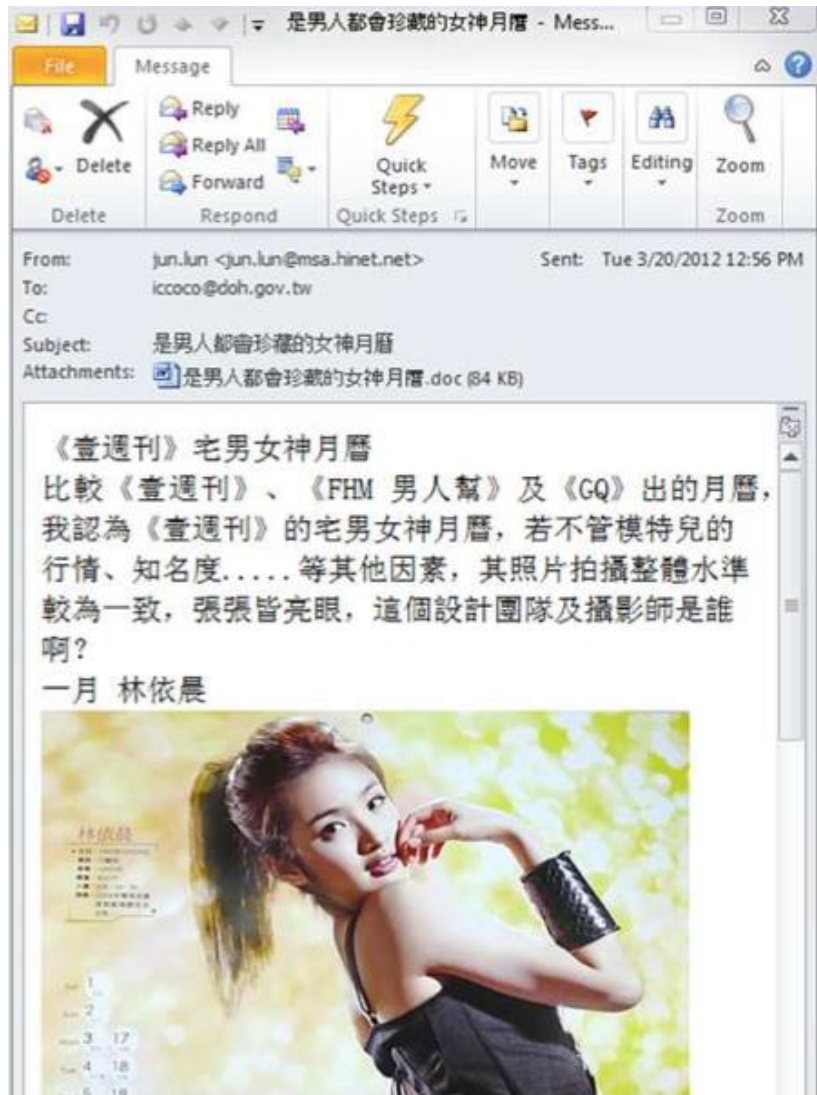 是男人都會珍藏的女神月曆 - Mess...
File Message
Reply
Reply All
Forward
Delete
Quick Steps
Move
Tags
Editing
Zoom
Delete Respond Quick Steps Zoom
From: jun.lun <jun.lun@msa.hinet.net> Sent: Tue 3/20/2012 12:56 PM
To: iccoco@doh.gov.tw
Cc:
Subject: 是男人都會珍藏的女神月曆
Attachments: 是男人都會珍藏的女神月曆.doc (84 KB)
《壹週刊》宅男女神月曆
比較《壹週刊》、《FHM 男人幫》及《GQ》出的月曆,
我認為《壹週刊》的宅男女神月曆,若不管模特兒的
行情、知名度.....等其他因素,其照片拍攝整體水準
較為一致,張張皆亮眼,這個設計團隊及攝影師是誰
啊?
一月 林依晨
林依晨
1
2
3 17
4 18
5 19